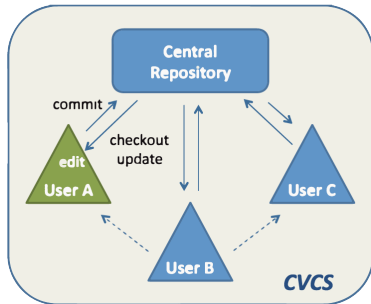 Central
Repository
commit
checkout
update
edit
User A
User C
User B
CVCS